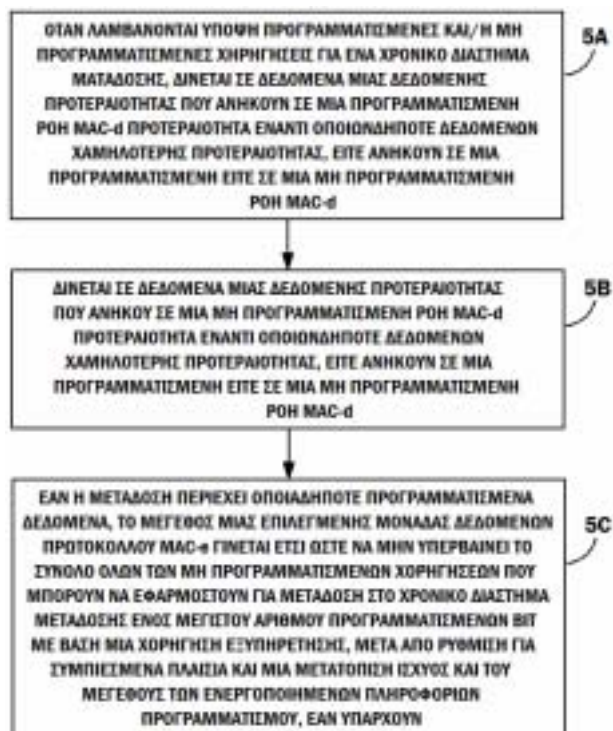 ΟΤΑΝ ΛΑΜΒΑΝΟΝΤΑΙ ΥΠΟΨΗ ΠΡΟΓΡΑΜΜΑΤΙΣΜΕΝΕΣ ΚΑΙ/Η ΜΗ
ΠΡΟΓΡΑΜΜΑΤΙΣΜΕΝΕΣ ΧΗΡΗΓΗΣΕΙΣ ΓΙΑ ΕΝΑ ΧΡΟΝΙΚΟ ΔΙΑΣΤΗΜΑ
ΜΑΤΑΔΟΣΗΣ, ΔΙΝΕΤΑΙ ΣΕ ΔΕΔΟΜΕΝΑ ΜΙΑΣ ΔΕΔΟΜΕΝΗΣ
ΠΡΟΤΕΡΑΙΟΤΗΤΑΣ ΠΟΥ ΑΝΗΚΟΥΝ ΣΕ ΜΙΑ ΠΡΟΓΡΑΜΜΑΤΙΣΜΕΝΗ
ΡΟΗ MAC-d ΠΡΟΤΕΡΑΙΟΤΗΤΑ ΕΝΑΝΤΙ ΟΠΟΙΩΝΔΗΠΟΤΕ ΔΕΔΟΜΕΝΩΝ
ΧΑΜΗΛΟΤΕΡΗΣ ΠΡΟΤΕΡΑΙΟΤΗΤΑΣ, ΕΙΤΕ ΑΝΗΚΟΥΝ ΣΕ ΜΙΑ
ΠΡΟΓΡΑΜΜΑΤΙΣΜΕΝΗ ΕΙΤΕ ΣΕ ΜΙΑ ΜΗ ΠΡΟΓΡΑΜΜΑΤΙΣΜΕΝΗ
ΡΟΗ MAC-d
5A
ΔΙΝΕΤΑΙ ΣΕ ΔΕΔΟΜΕΝΑ ΜΙΑΣ ΔΕΔΟΜΕΝΗΣ ΠΡΟΤΕΡΑΙΟΤΗΤΑΣ
ΠΟΥ ΑΝΗΚΟΥ ΣΕ ΜΙΑ ΜΗ ΠΡΟΓΡΑΜΜΑΤΙΣΜΕΝΗ ΡΟΗ MAC-d
ΠΡΟΤΕΡΑΙΟΤΗΤΑ ΕΝΑΝΤΙ ΟΠΟΙΩΝΔΗΠΟΤΕ ΔΕΔΟΜΕΝΩΝ
ΧΑΜΗΛΟΤΕΡΗΣ ΠΡΟΤΕΡΑΙΟΤΗΤΑΣ, ΕΙΤΕ ΑΝΗΚΟΥΝ ΣΕ ΜΙΑ
ΠΡΟΓΡΑΜΜΑΤΙΣΜΕΝΗ ΕΙΤΕ ΣΕ ΜΙΑ ΜΗ ΠΡΟΓΡΑΜΜΑΤΙΣΜΕΝΗ
ΡΟΗ MAC-d
5B
ΕΑΝ Η ΜΕΤΑΔΟΣΗ ΠΕΡΙΕΧΕΙ ΟΠΟΙΑΔΗΠΟΤΕ ΠΡΟΓΡΑΜΜΑΤΙΣΜΕΝΑ
ΔΕΔΟΜΕΝΑ, ΤΟ ΜΕΓΕΘΟΣ ΜΙΑΣ ΕΠΙΛΕΓΜΕΝΗΣ ΜΟΝΑΔΑΣ ΔΕΔΟΜΕΝΩΝ
ΠΡΩΤΟΚΟΛΛΟΥ MAC-e ΓΙΝΕΤΑΙ ΕΤΣΙ ΩΣΤΕ ΝΑ ΜΗΝ ΥΠΕΡΒΑΙΝΕΙ ΤΟ
ΣΥΝΟΛΟ ΟΛΩΝ ΤΩΝ ΜΗ ΠΡΟΓΡΑΜΜΑΤΙΣΜΕΝΩΝ ΧΟΡΗΓΗΣΕΩΝ ΠΟΥ
ΜΠΟΡΟΥΝ ΝΑ ΕΦΑΡΜΟΣΤΟΥΝ ΓΙΑ ΜΕΤΑΔΟΣΗ ΣΤΟ ΧΡΟΝΙΚΟ ΔΙΑΣΤΗΜΑ
ΜΕΤΑΔΟΣΗΣ ΕΝΟΣ ΜΕΓΙΣΤΟΥ ΑΡΙΘΜΟΥ ΠΡΟΓΡΑΜΜΑΤΙΣΜΕΝΩΝ BIT
ΜΕ ΒΑΣΗ ΜΙΑ ΧΟΡΗΓΗΣΗ ΕΞΥΠΗΡΕΤΗΣΗΣ, ΜΕΤΑ ΑΠΟ ΡΥΘΜΙΣΗ ΓΙΑ
ΣΥΜΠΙΕΣΜΕΝΑ ΠΛΑΙΣΙΑ ΚΑΙ ΜΙΑ ΜΕΤΑΤΟΠΙΣΗ ΙΣΧΥΟΣ ΚΑΙ ΤΟΥ
ΜΕΓΕΘΟΥΣ ΤΩΝ ΕΝΕΡΓΟΠΟΙΗΜΕΝΩΝ ΠΛΗΡΟΦΟΡΙΩΝ
ΠΡΟΓΡΑΜΜΑΤΙΣΜΟΥ, ΕΑΝ ΥΠΑΡΧΟΥΝ
5C